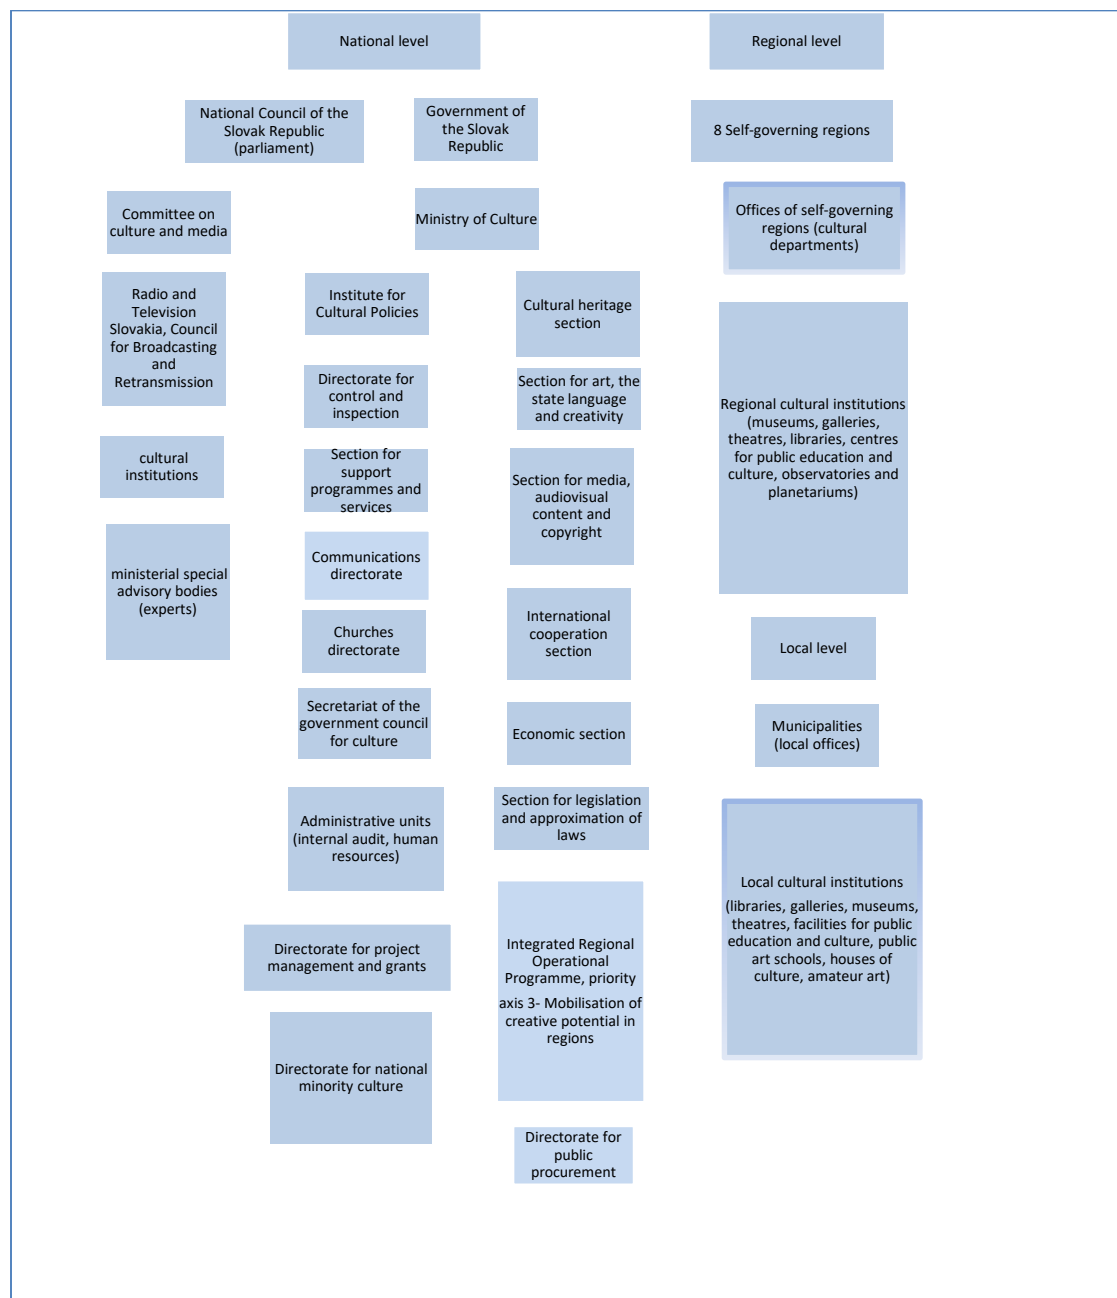 National level
Regional level
National Council of the
Slovak Republic
(parliament)
Government of
the Slovak
Republic
8 Self-governing regions
Committee on
culture and media
Ministry of Culture
Offices of self-governing
regions (cultural
departments)
Radio and
Television
Slovakia, Council
for Broadcasting
and
Retransmission
Institute for
Cultural Policies
Cultural heritage
section
Directorate for
control and
inspection
Section for art, the
state language
and creativity
Regional cultural institutions
(museums, galleries,
theatres, libraries, centres
for public education and
culture, observatories and
planetariums)
cultural
institutions
Section for
support
programmes and
services
Section for media,
audiovisual
content and
copyright
ministerial special
advisory bodies
(experts)
Communications
directorate
International
cooperation
section
Churches
directorate
Local level
Secretariat of the
government council
for culture
Economic section
Municipalities
(local offices)
Administrative units
(internal audit, human
resources)
Section for legislation
and approximation of
laws
Local cultural institutions
(libraries, galleries, museums,
theatres, facilities for public
education and culture, public
art schools, houses of
culture, amateur art)
Directorate for project
management and grants
Integrated Regional
Operational
Programme, priority
axis 3- Mobilisation of
creative potential in
regions
Directorate for national
minority culture
Directorate for
public
procurement